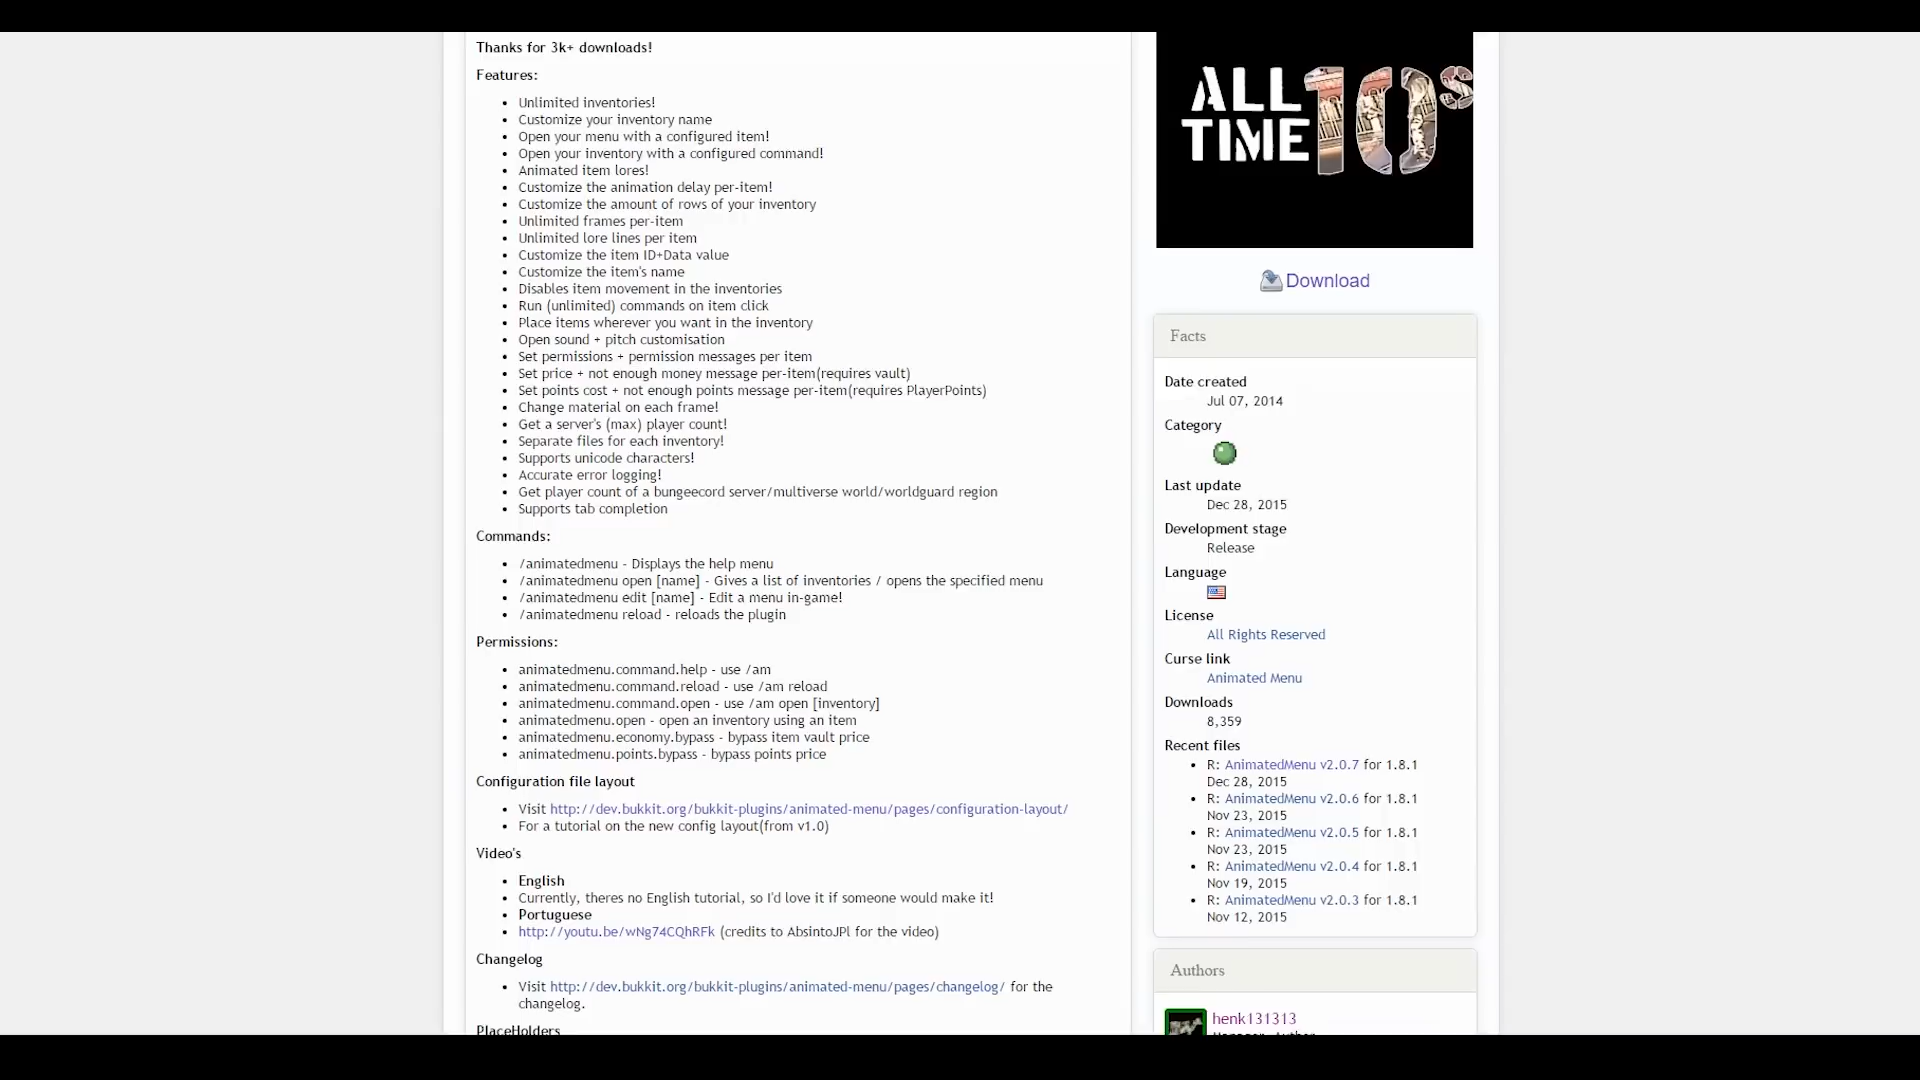 Thanks for 3k+ downloads!
Features:
Unlimited inventories!
Customize your inventory name
Open your menu with a configured item!
Open your inventory with a configured command!
Animated item lores!
Customize the animation delay per-item!
Customize the amount of rows of your inventory
Unlimited frames per-item
Unlimited lore lines per item
Customize the item ID+Data value
Customize the item's name
Disables item movement in the inventories
Run (unlimited) commands on item click
Place items wherever you want in the inventory
Open sound + pitch customisation
Set permissions + permission messages per item
Set price + not enough money message per-item(requires vault)
Set points cost + not enough points message per-item(requires PlayerPoints)
Change material on each frame!
Get a server's (max) player count!
Separate files for each inventory!
Supports unicode characters!
Accurate error logging!
Get player count of a bungeecord server/multiverse world/worldguard region
Supports tab completion
Commands:
/animatedmenu - Displays the help menu
/animatedmenu open [name] - Gives a list of inventories / opens the specified menu
/animatedmenu edit [name] - Edit a menu in-game!
/animatedmenu reload - reloads the plugin
Permissions:
animatedmenu.command.help - use /am
animatedmenu.command.reload - use /am reload
animatedmenu.command.open - use /am open [inventory]
animatedmenu.open - open an inventory using an item
animatedmenu.economy.bypass - bypass item vault price
animatedmenu.points.bypass - bypass points price
Configuration file layout
Visit http://dev.bukkit.org/bukkit-plugins/animated-menu/pages/configuration-layout/
For a tutorial on the new config layout(from v1.0)
Video's
English
Currently, theres no English tutorial, so I'd love it if someone would make it!
Portuguese
http://youtu.be/wNg74CQhRFk (credits to AbsintoJPl for the video)
Changelog
Visit http://dev.bukkit.org/bukkit-plugins/animated-menu/pages/changelog/ for the
changelog.
PlaceHolders
ALL
TIME 10s
Download
Facts
Date created
Jul 07, 2014
Category
Last update
Dec 28, 2015
Development stage
Release
Language
License
All Rights Reserved
Curse link
Animated Menu
Downloads
8,359
Recent files
R: AnimatedMenu v2.0.7 for 1.8.1
Dec 28, 2015
R: AnimatedMenu v2.0.6 for 1.8.1
Nov 23, 2015
R: AnimatedMenu v2.0.5 for 1.8.1
Nov 23, 2015
R: AnimatedMenu v2.0.4 for 1.8.1
Nov 19, 2015
R: AnimatedMenu v2.0.3 for 1.8.1
Nov 12, 2015
Authors
henk131313